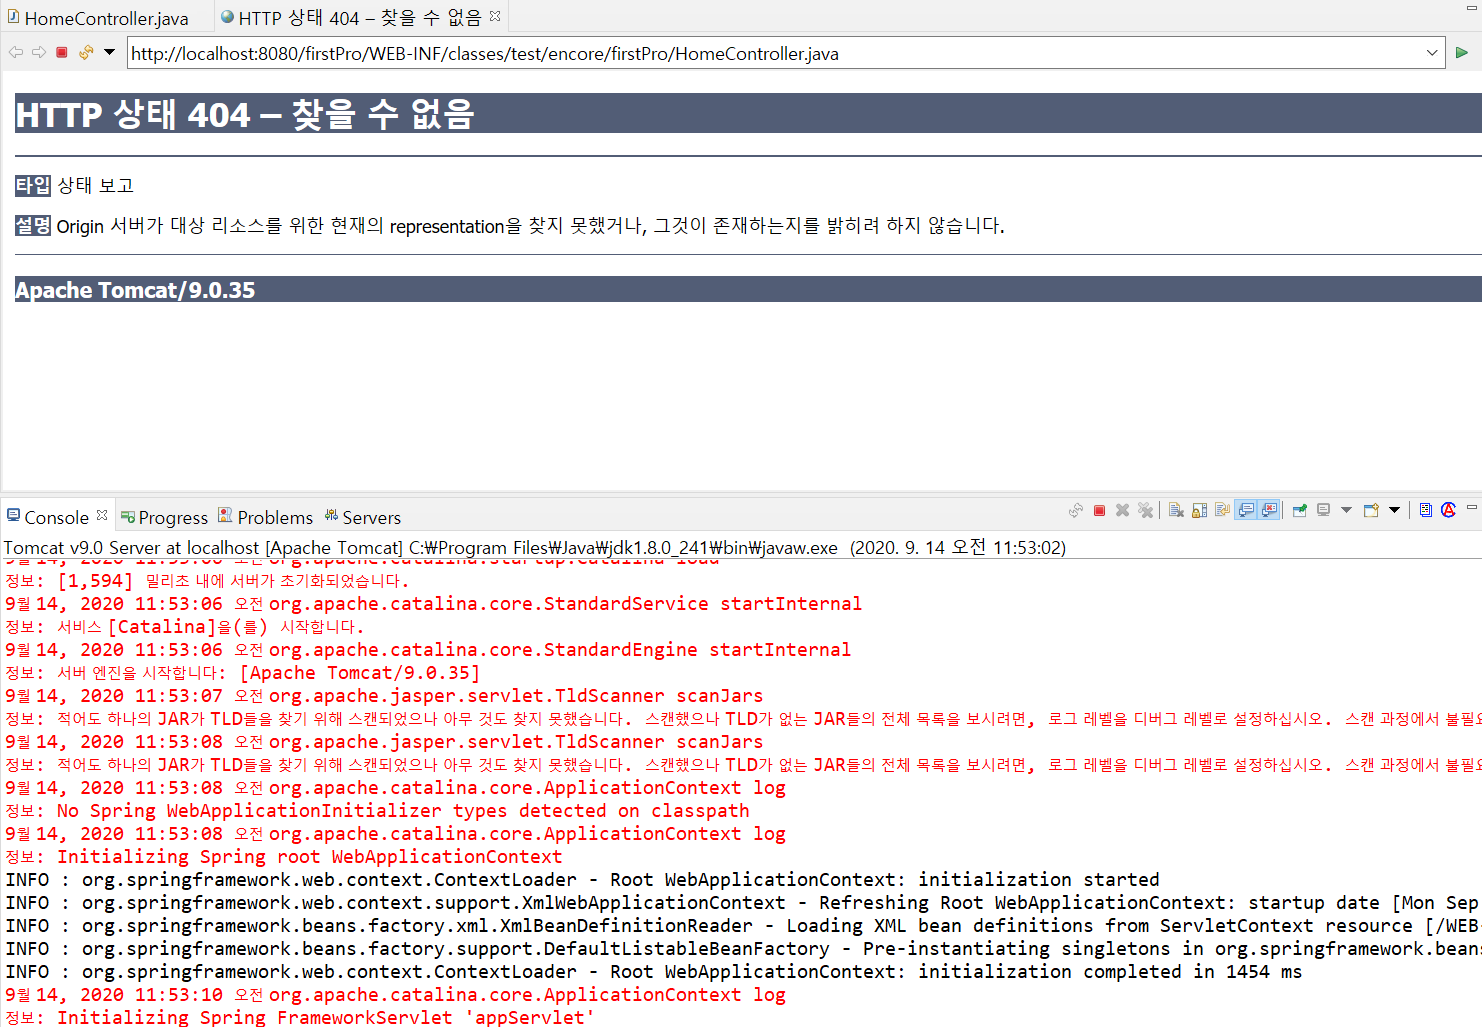 HomeController.java
HTTP 상태 404 – 찾을 수 없음
http://localhost:8080/firstPro/WEB-INF/classes/test/encore/firstPro/HomeController.java
HTTP 상태 404 – 찾을 수 없음
타입 상태 보고
설명 Origin 서버가 대상 리소스를 위한 현재의 representation을 찾지 못했거나, 그것이 존재하는지를 밝히려 하지 않습니다.
Apache Tomcat/9.0.35
Console Progress Problems Servers
Tomcat v9.0 Server at localhost [Apache Tomcat] C:₩Program Files₩Java₩jdk1.8.0_241₩bin₩javaw.exe (2020. 9. 14 오전 11:53:02)
9월 14, 2020 11:53:06 오전 org.apache.catalina.startup.Catalina load
정보: [1,594] 밀리초 내에 서버가 초기화되었습니다.
9월 14, 2020 11:53:06 오전 org.apache.catalina.core.StandardService startInternal
정보: 서비스 [Catalina]을(를) 시작합니다.
9월 14, 2020 11:53:06 오전 org.apache.catalina.core.StandardEngine startInternal
정보: 서버 엔진을 시작합니다: [Apache Tomcat/9.0.35]
9월 14, 2020 11:53:07 오전 org.apache.jasper.servlet.TldScanner scanJars
정보: 적어도 하나의 JAR가 TLD들을 찾기 위해 스캔되었으나 아무 것도 찾지 못했습니다. 스캔했으나 TLD가 없는 JAR들의 전체 목록을 보시려면, 로그 레벨을 디버그 레벨로 설정하십시오. 스캔 과정에서 불필요
9월 14, 2020 11:53:08 오전 org.apache.jasper.servlet.TldScanner scanJars
정보: 적어도 하나의 JAR가 TLD들을 찾기 위해 스캔되었으나 아무 것도 찾지 못했습니다. 스캔했으나 TLD가 없는 JAR들의 전체 목록을 보시려면, 로그 레벨을 디버그 레벨로 설정하십시오. 스캔 과정에서 불필요
9월 14, 2020 11:53:08 오전 org.apache.catalina.core.ApplicationContext log
정보: No Spring WebApplicationInitializer types detected on classpath
9월 14, 2020 11:53:08 오전 org.apache.catalina.core.ApplicationContext log
정보: Initializing Spring root WebApplicationContext
INFO : org.springframework.web.context.ContextLoader - Root WebApplicationContext: initialization started
INFO : org.springframework.web.context.support.XmlWebApplicationContext - Refreshing Root WebApplicationContext: startup date [Mon Sep
INFO : org.springframework.beans.factory.xml.XmlBeanDefinitionReader - Loading XML bean definitions from ServletContext resource [/WEB-
INFO : org.springframework.beans.factory.support.DefaultListableBeanFactory - Pre-instantiating singletons in org.springframework.beans
INFO : org.springframework.web.context.ContextLoader - Root WebApplicationContext: initialization completed in 1454 ms
9월 14, 2020 11:53:10 오전 org.apache.catalina.core.ApplicationContext log
정보: Initializing Spring FrameworkServlet 'appServlet'